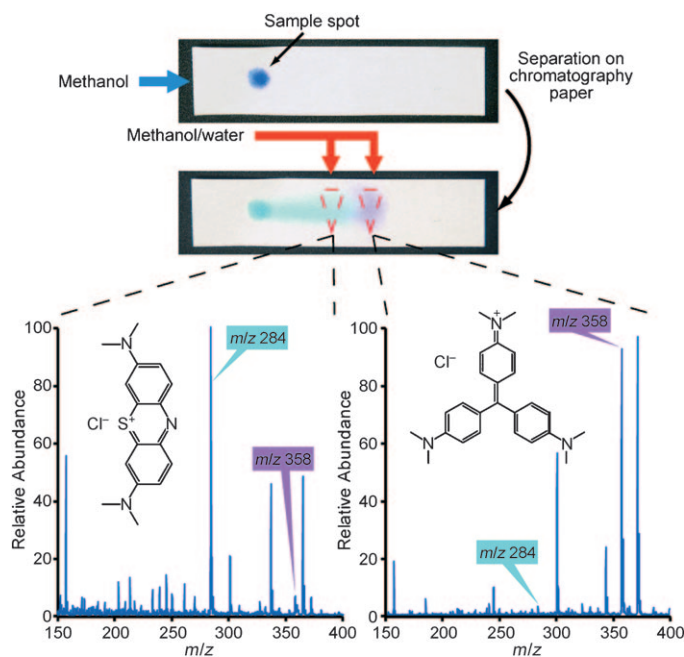 Sample spot
Methanol
Separation on
chromatography
paper
Methanol/water
100
80
60
40
20
0
Relative Abundance
150 200 250 300 350 400
m/z
m/z 284
m/z 358
N
Cl⁻
S⁺
N
N
100
80
60
40
20
0
Relative Abundance
150 200 250 300 350 400
m/z
m/z 358
m/z 284
N⁺
Cl⁻
N
N